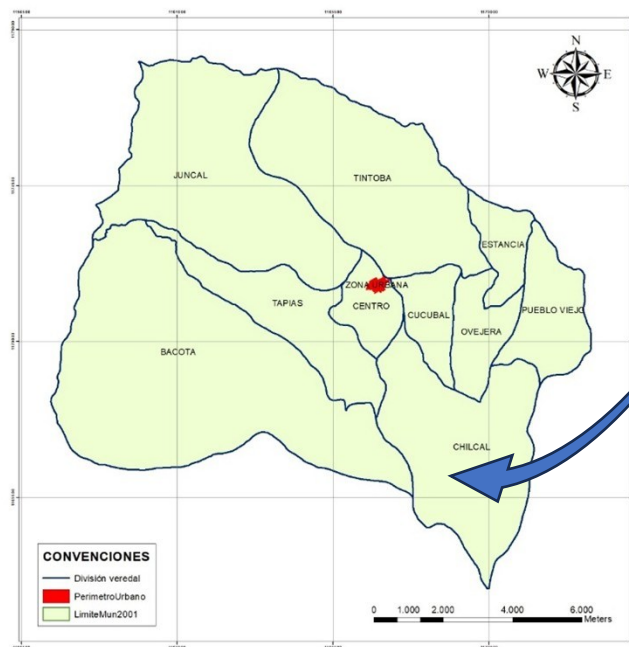 N
W E
S
JUNCAL
TINTOBA
ESTANCIA
ZONA URBANA
TAPIAS
CENTRO
CUCUBAL
PUEBLO VIEJO
OVEJERA
BACOTA
CHILCAL
CONVENCIONES
División veredal
PerimetroUrbano
LimiteMun2001
0 1.000 2.000 4.000 6.000
Meters